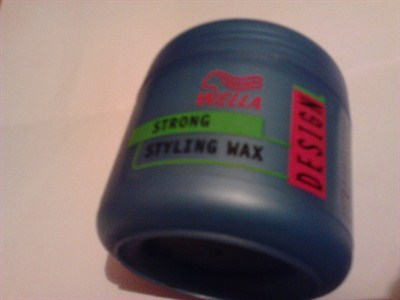 WELLA
STRONG
STYLING WAX
DESIGN